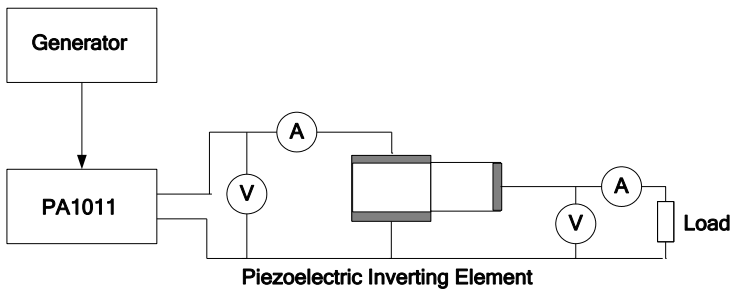 Generator
A
PA1011
V
A
V
Load
Piezoelectric Inverting Element